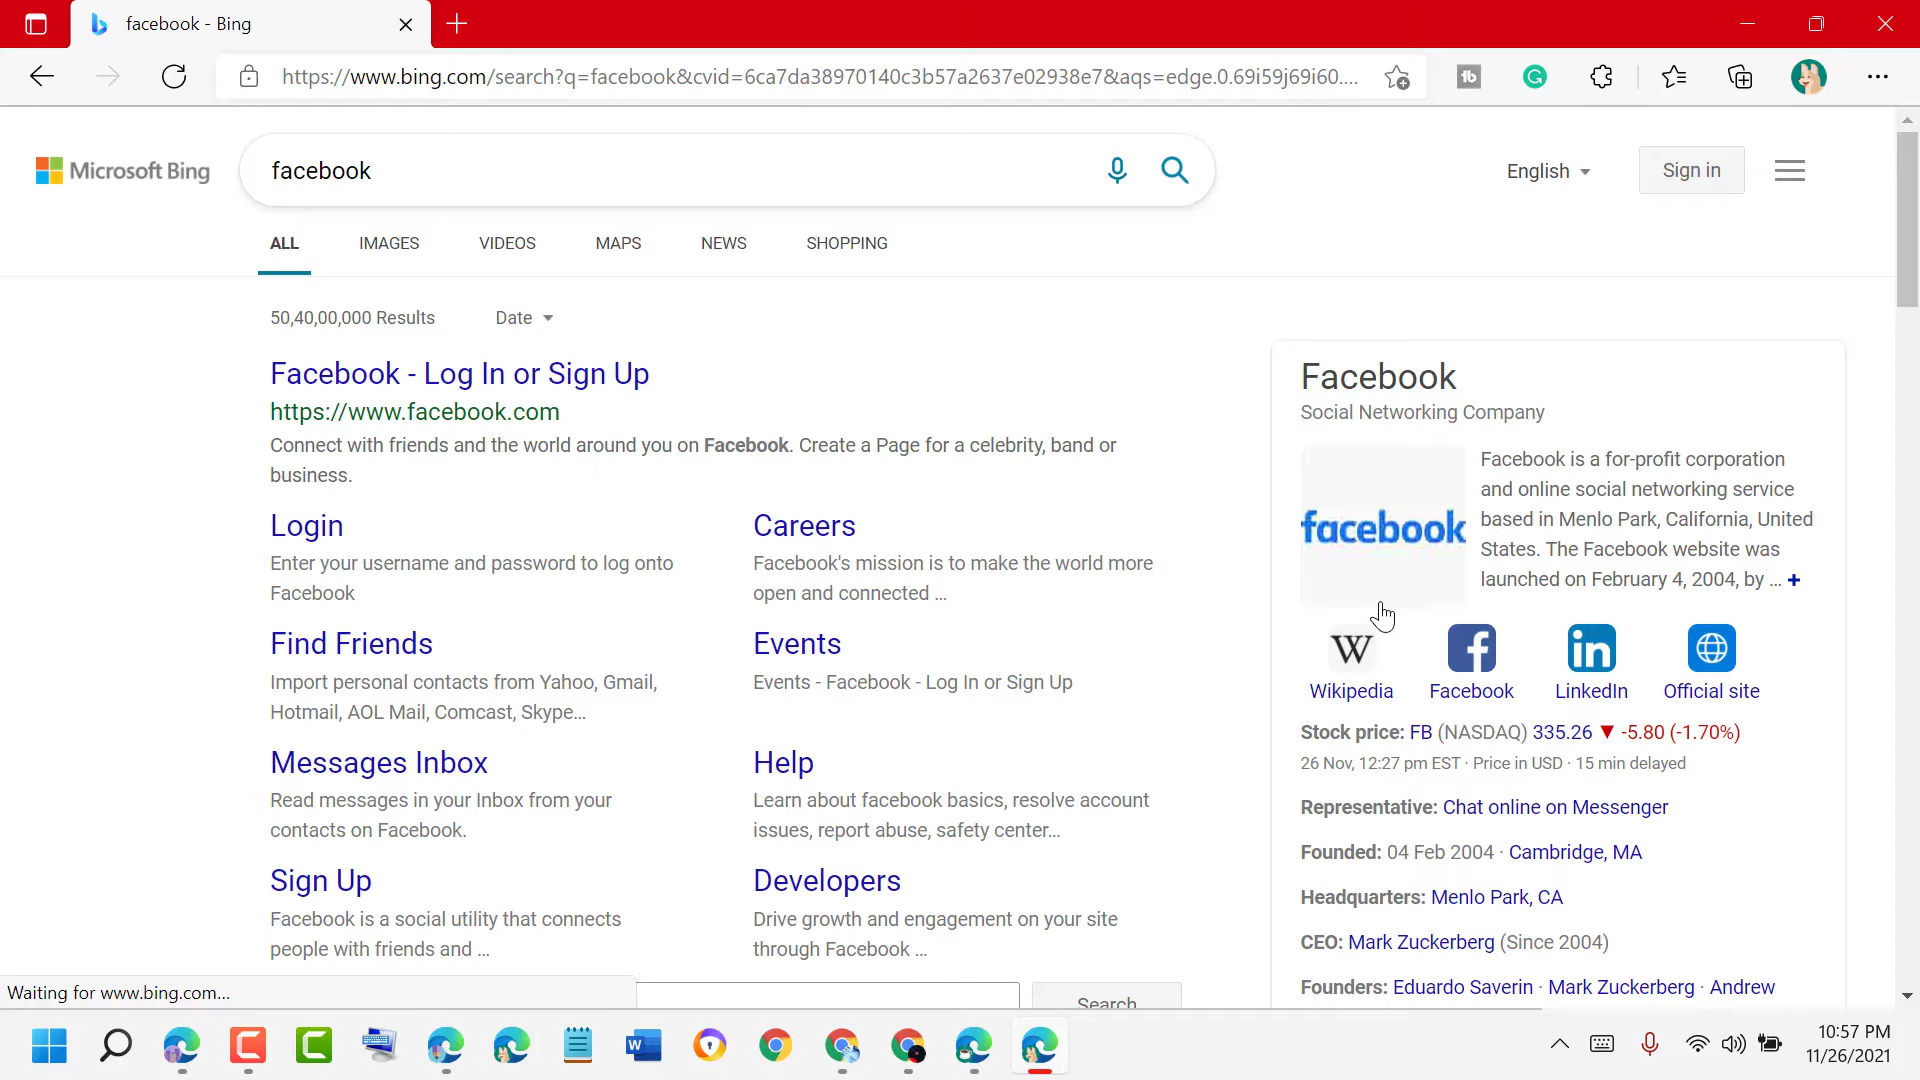 facebook - Bing
https://www.bing.com/search?q=facebook&cvid=6ca7da38970140c3b57a2637e02938e7&aqs=edge.0.69i59j69i60....
Microsoft Bing
facebook
English
Sign in
ALL IMAGES VIDEOS MAPS NEWS SHOPPING
50,40,00,000 Results Date
Facebook - Log In or Sign Up
https://www.facebook.com
Connect with friends and the world around you on Facebook. Create a Page for a celebrity, band or
business.
Login
Enter your username and password to log onto
Facebook
Careers
Facebook's mission is to make the world more
open and connected ...
Find Friends
Import personal contacts from Yahoo, Gmail,
Hotmail, AOL Mail, Comcast, Skype...
Events
Events - Facebook - Log In or Sign Up
Messages Inbox
Read messages in your Inbox from your
contacts on Facebook.
Help
Learn about facebook basics, resolve account
issues, report abuse, safety center...
Sign Up
Facebook is a social utility that connects
people with friends and ...
Developers
Drive growth and engagement on your site
through Facebook ...
Search
Facebook
Social Networking Company
facebook
Facebook is a for-profit corporation
and online social networking service
based in Menlo Park, California, United
States. The Facebook website was
launched on February 4, 2004, by ... +
W
f
in
Wikipedia Facebook LinkedIn Official site
Stock price: FB (NASDAQ) 335.26 ▼ -5.80 (-1.70%)
26 Nov, 12:27 pm EST · Price in USD · 15 min delayed
Representative: Chat online on Messenger
Founded: 04 Feb 2004 · Cambridge, MA
Headquarters: Menlo Park, CA
CEO: Mark Zuckerberg (Since 2004)
Founders: Eduardo Saverin · Mark Zuckerberg · Andrew
Waiting for www.bing.com...
10:57 PM
11/26/2021